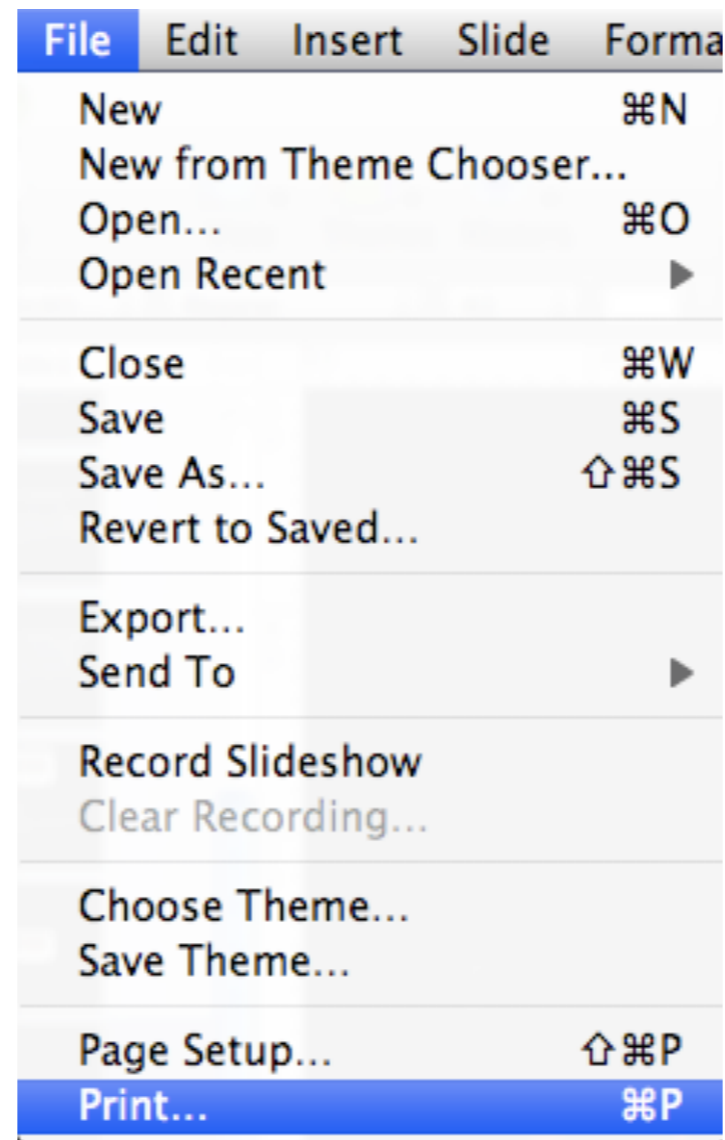 File Edit Insert Slide Forma
New ⌘N
New from Theme Chooser...
Open... ⌘O
Open Recent ▶
Close ⌘W
Save ⌘S
Save As... ⇧⌘S
Revert to Saved...
Export...
Send To ▶
Record Slideshow
Clear Recording...
Choose Theme...
Save Theme...
Page Setup... ⇧⌘P
Print... ⌘P